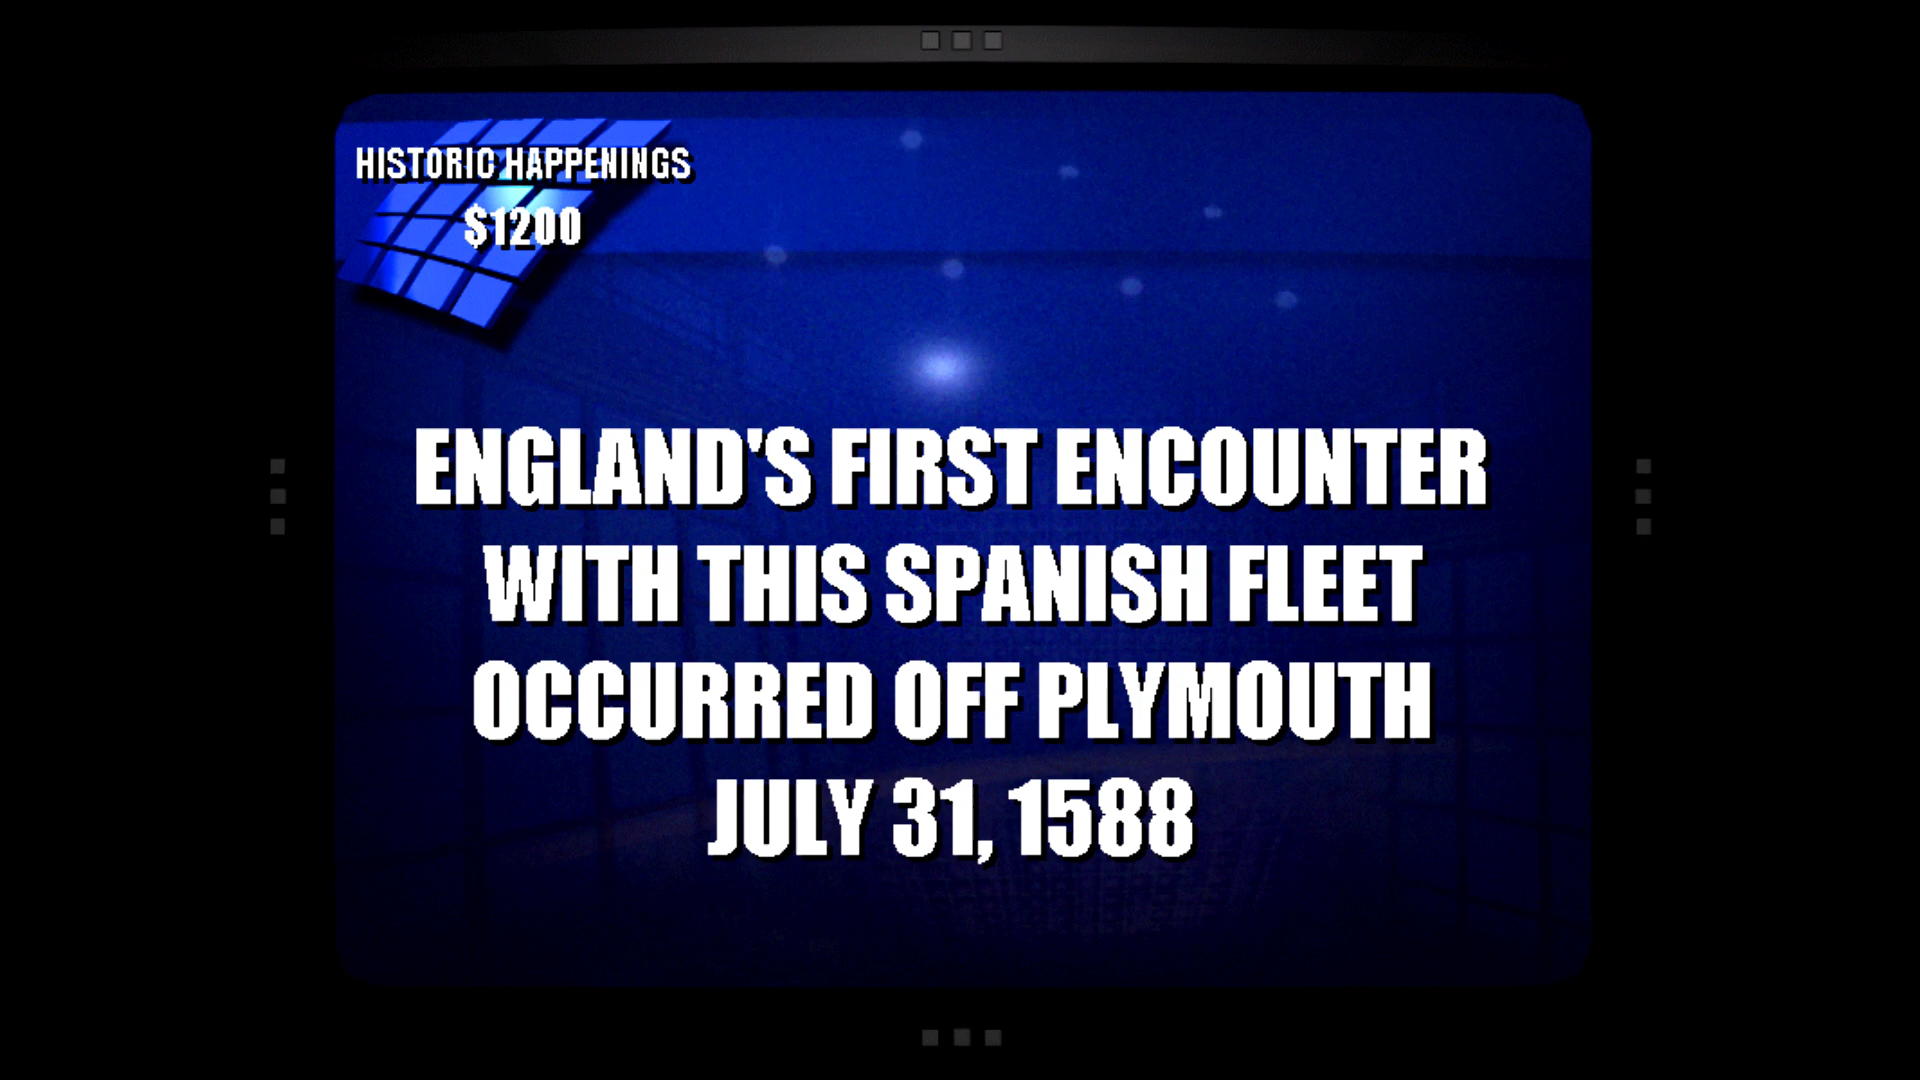 HISTORIC HAPPENINGS
$1200
ENGLAND'S FIRST ENCOUNTER
WITH THIS SPANISH FLEET
OCCURRED OFF PLYMOUTH
JULY 31, 1588